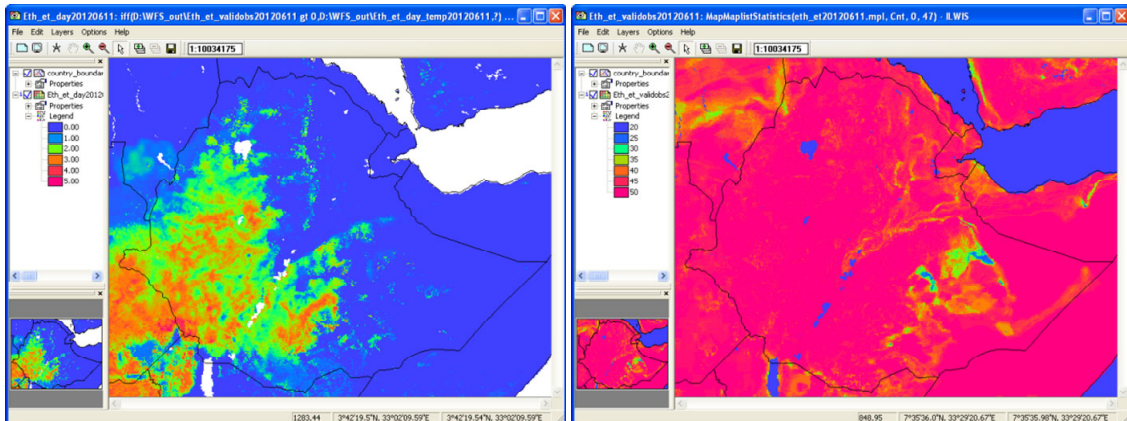 Eth_et_day20120611: iff(D:\WFS_out\Eth_et_validobs20120611 gt 0,D:\WFS_out\Eth_et_day_temp20120611,?) ...
File Edit Layers Options Help
1:10034175
country_boundar
Properties
Eth_et_day20120
Properties
Legend
0.00
1.00
2.00
3.00
4.00
5.00
1283.44 3°42'19.5"N, 33°02'09.59"E 3°42'19.54"N, 33°02'09.59"E
Eth_et_validobs20120611: MapMaplistStatistics(eth_et20120611.mpl, Cnt, 0, 47) - ILWIS
File Edit Layers Options Help
1:10034175
country_boundar
Properties
Eth_et_validobs2
Properties
Legend
20
25
30
35
40
45
50
848.95 7°35'36.0"N, 33°29'20.67"E 7°35'35.98"N, 33°29'20.67"E